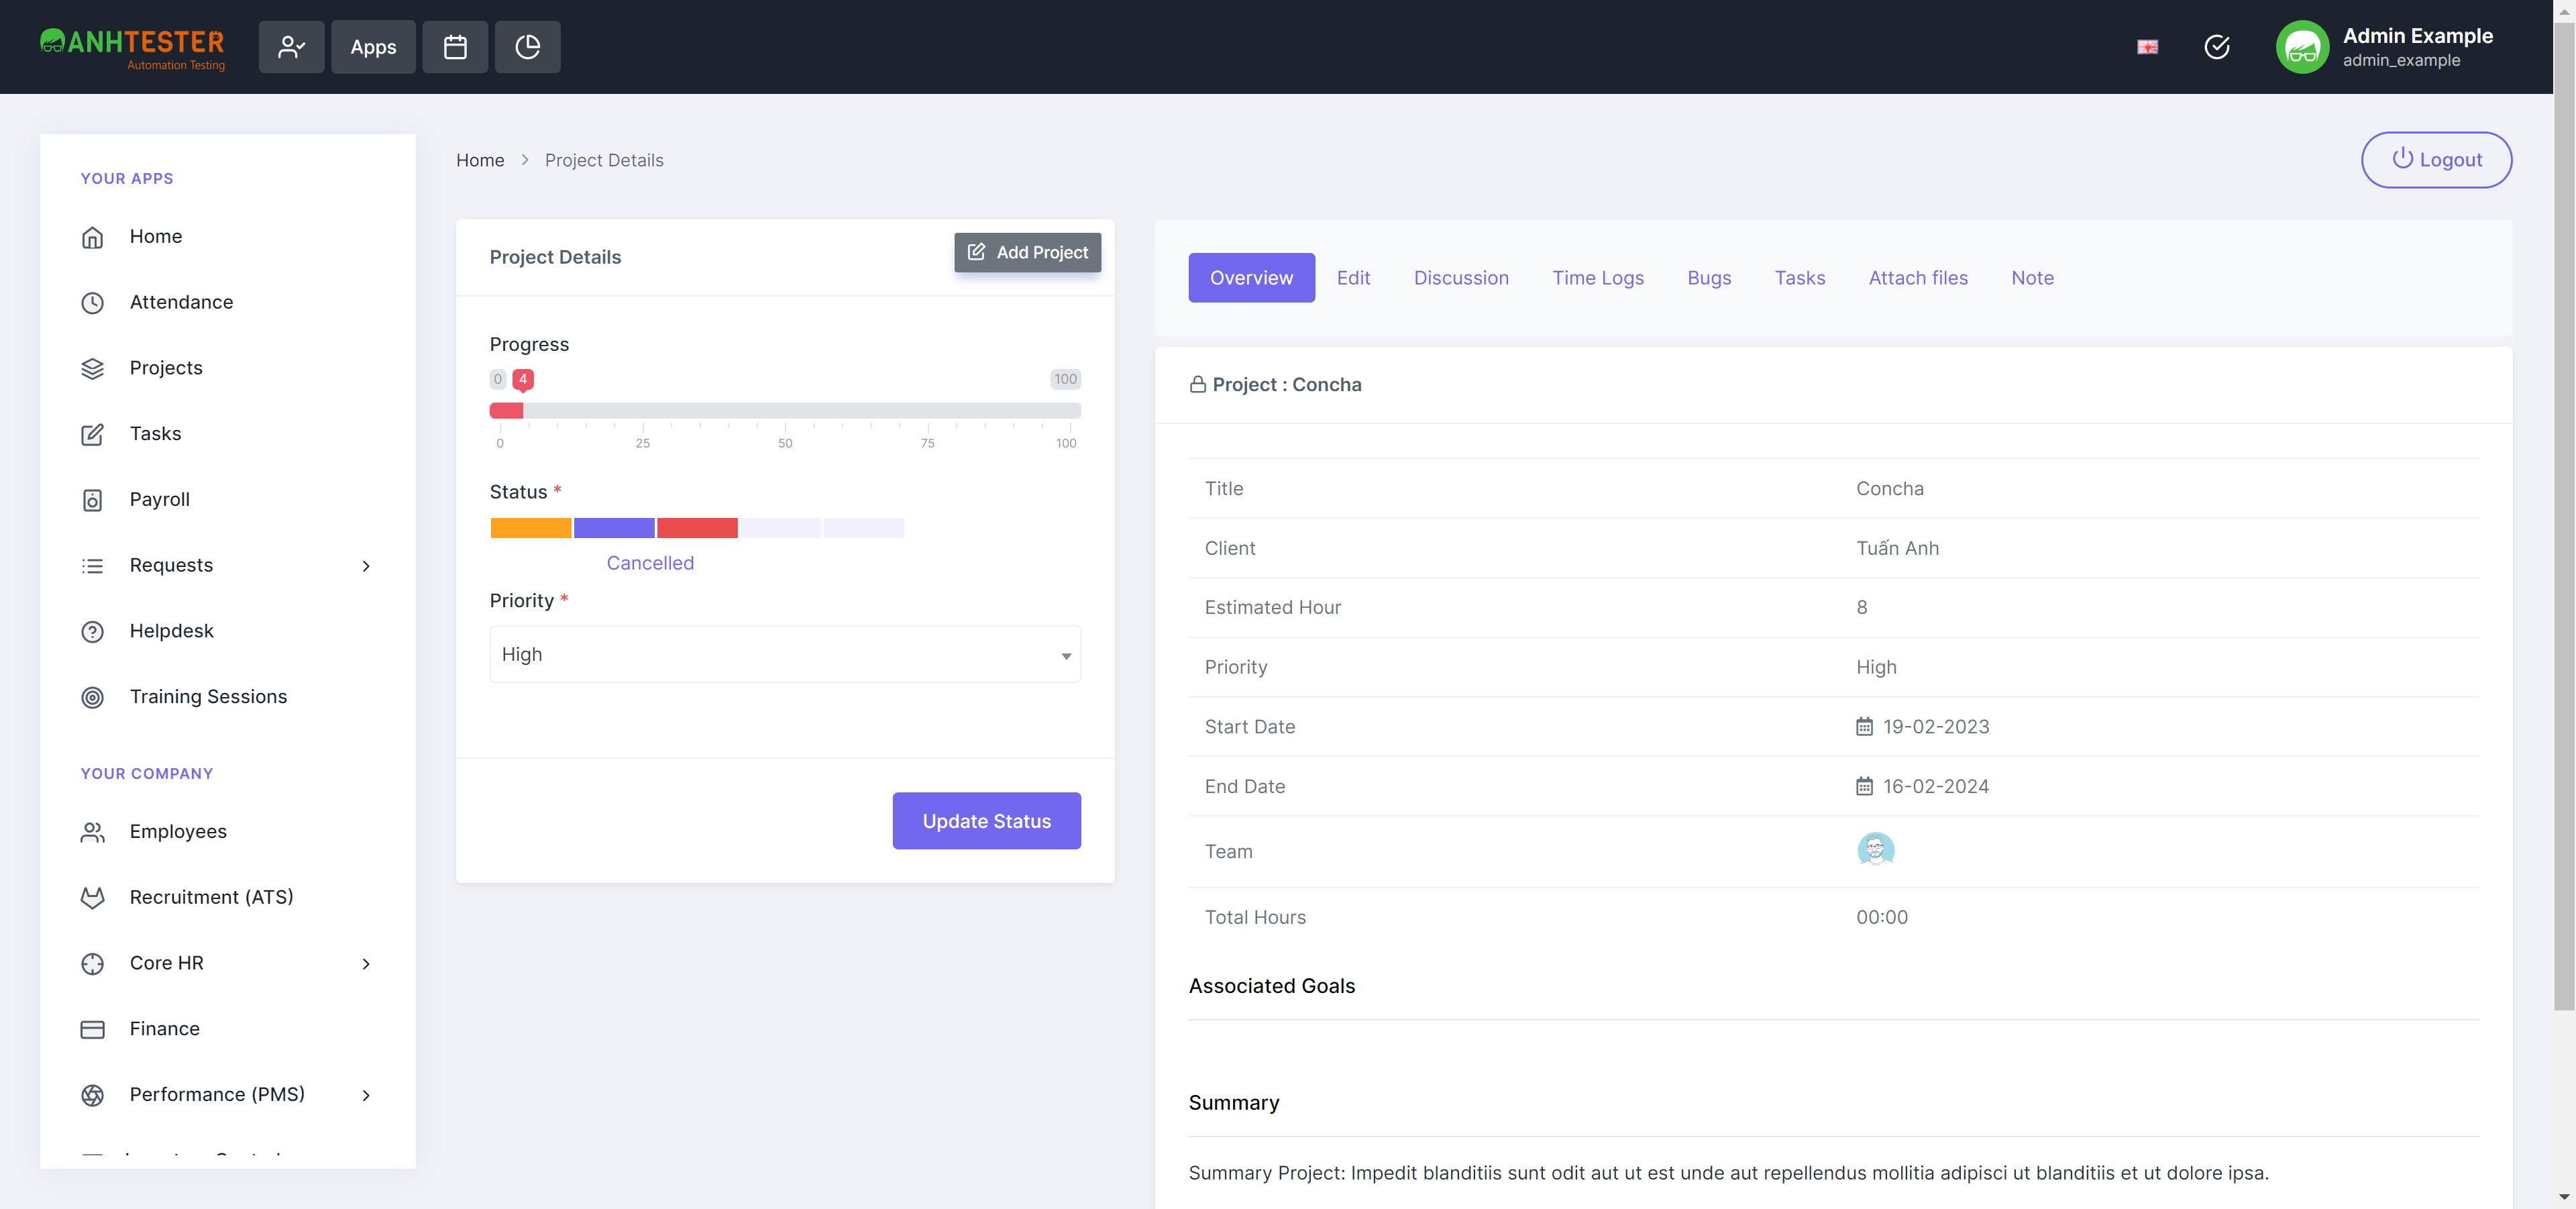 ANHTESTER
Automation Testing
Apps
Admin Example
admin_example
YOUR APPS
Home
Attendance
Projects
Tasks
Payroll
Requests
Helpdesk
Training Sessions
YOUR COMPANY
Employees
Recruitment (ATS)
Core HR
Finance
Performance (PMS)
Home > Project Details
Logout
Project Details
Add Project
Progress
0 4 100
0 25 50 75 100
Status *
Cancelled
Priority *
High
Update Status
Overview Edit Discussion Time Logs Bugs Tasks Attach files Note
Project : Concha
Title Concha
Client Tuấn Anh
Estimated Hour 8
Priority High
Start Date 19-02-2023
End Date 16-02-2024
Team
Total Hours 00:00
Associated Goals
Summary
Summary Project: Impedit blanditiis sunt odit aut ut est unde aut repellendus mollitia adipisci ut blanditiis et ut dolore ipsa.